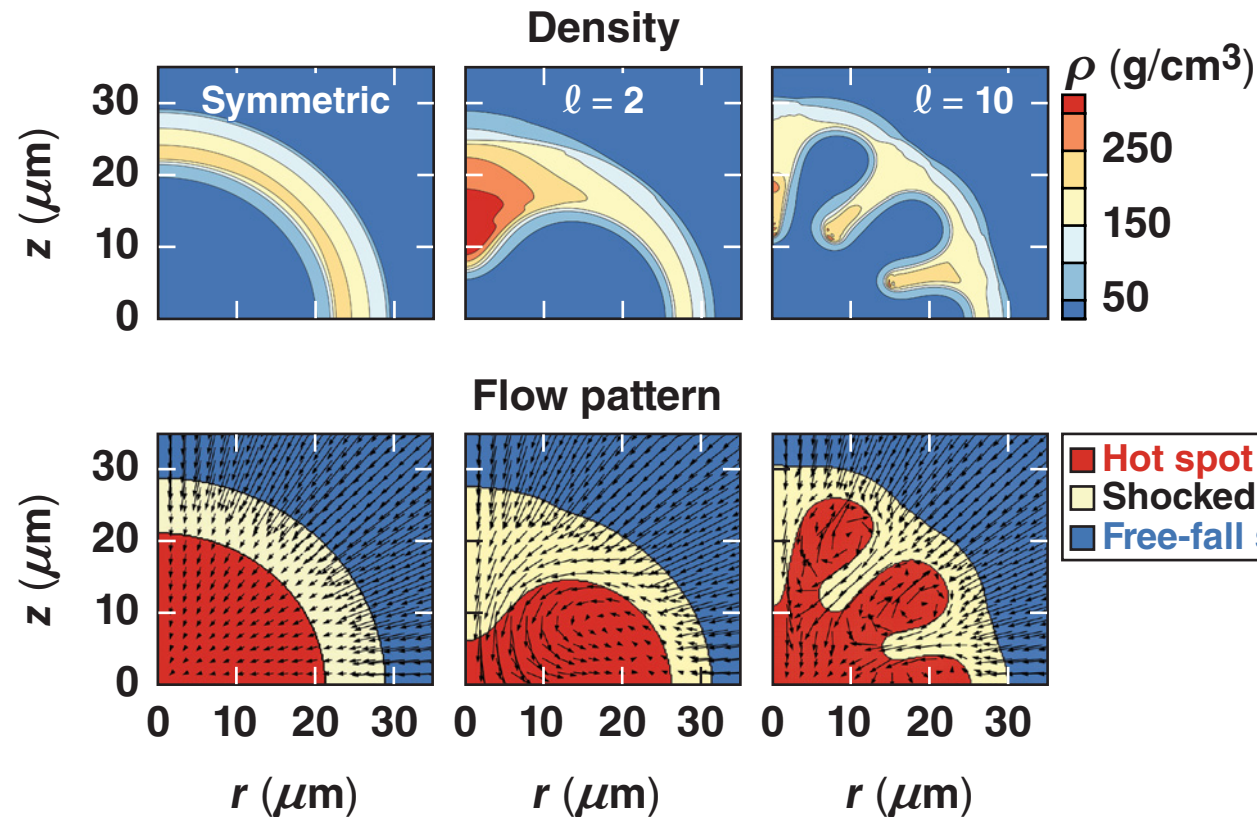 Density
Symmetric
ℓ = 2
ℓ = 10
ρ (g/cm³)
250
150
50
z (μm)
30
20
10
0
Flow pattern
z (μm)
30
20
10
0
Hot spot
Shocked
Free-fall
0 10 20 30 0 10 20 30 0 10 20 30
r (μm) r (μm) r (μm)